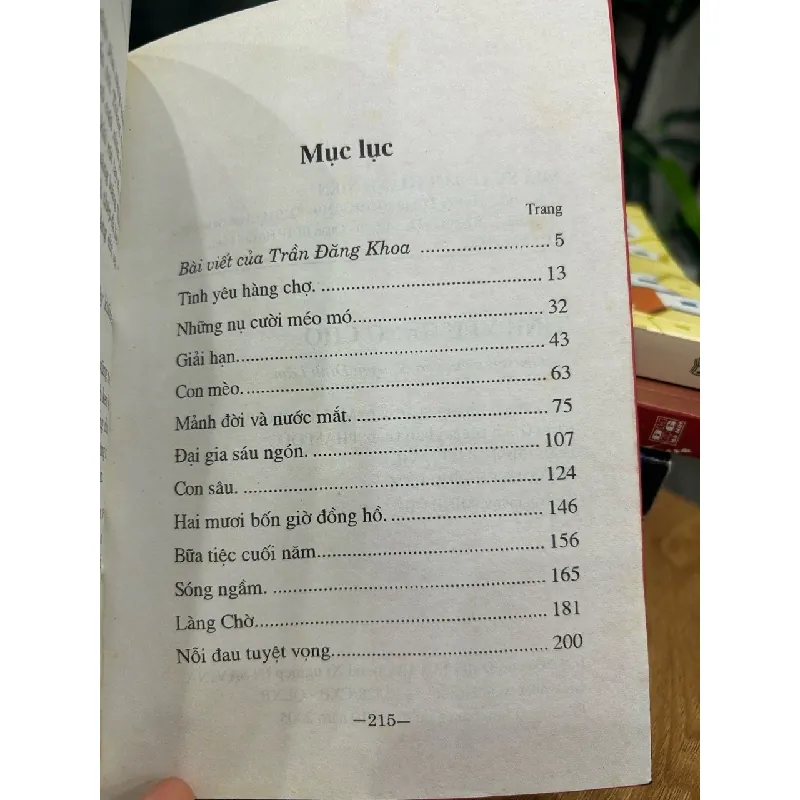 Mục lục
Trang
Bài viết của Trần Đăng Khoa ........................ 5
Tình yêu hàng chợ. ........................ 13
Những nụ cười méo mó ........................ 32
Giải hạn ........................ 43
Con mèo. ........................ 63
Mảnh đời và nước mắt. ........................ 75
Đại gia sáu ngón. ........................ 107
Con sâu. ........................ 124
Hai mươi bốn giờ đồng hồ. ........................ 146
Bữa tiệc cuối năm ........................ 156
Sóng ngầm. ........................ 165
Làng Chờ ........................ 181
Nỗi đau tuyệt vọng ........................ 200
—215—